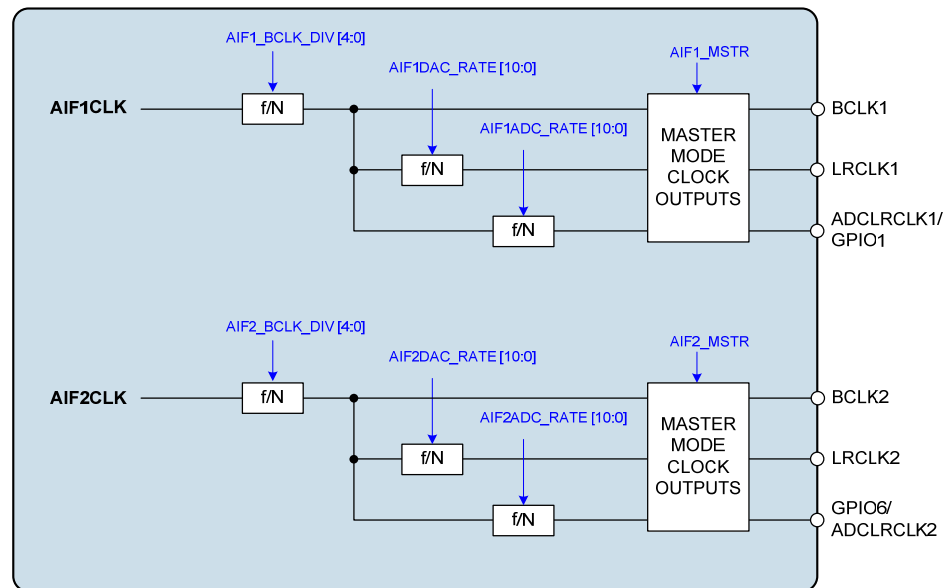 AIF1_BCLK_DIV [4:0]
AIF1DAC_RATE [10:0]
AIF1_MSTR
AIF1CLK
f/N
BCLK1
AIF1ADC_RATE [10:0]
MASTER
MODE
CLOCK
OUTPUTS
f/N
LRCLK1
f/N
ADCLRCLK1/
GPIO1
AIF2_BCLK_DIV [4:0]
AIF2DAC_RATE [10:0]
AIF2_MSTR
AIF2CLK
f/N
BCLK2
AIF2ADC_RATE [10:0]
MASTER
MODE
CLOCK
OUTPUTS
f/N
LRCLK2
f/N
GPIO6/
ADCLRCLK2